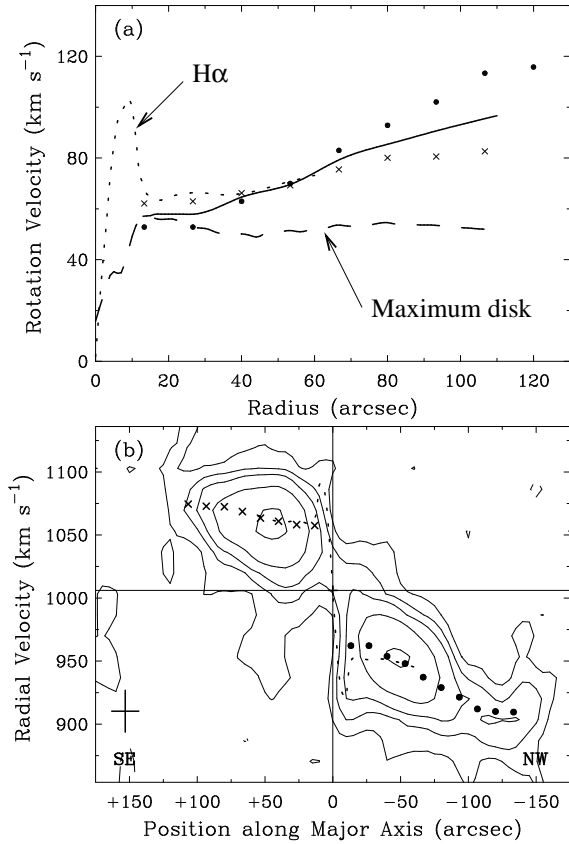 (a)
Rotation Velocity (km s⁻¹)
120
80
40
0
Hα
Maximum disk
0 20 40 60 80 100 120
Radius (arcsec)
(b)
Radial Velocity (km s⁻¹)
1100
1050
1000
950
900
SE
NW
+150 +100 +50 0 −50 −100 −150
Position along Major Axis (arcsec)